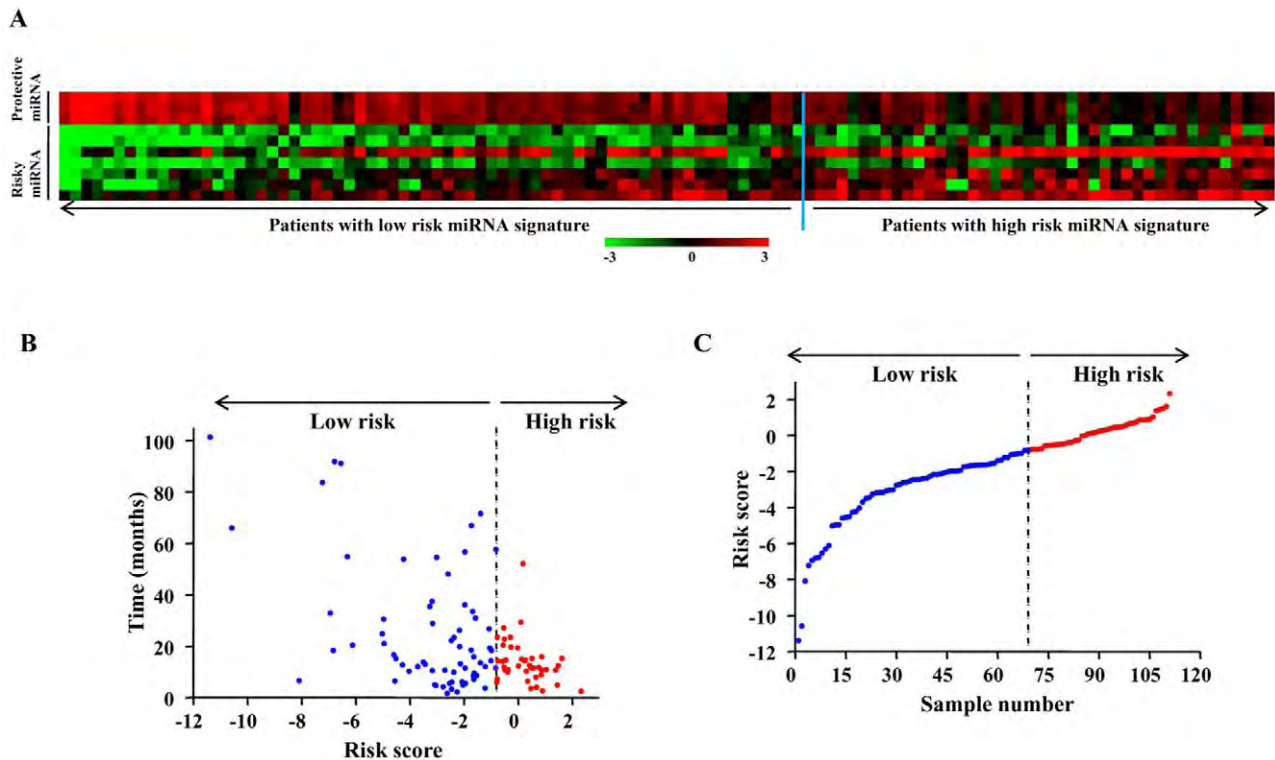 A
Protective
miRNA
Risky
miRNA
Patients with low risk miRNA signature
Patients with high risk miRNA signature
-3
0
3
B
Low risk
High risk
100
80
60
40
20
0
Time (months)
-12
-10
-8
-6
-4
-2
0
2
Risk score
C
Low risk
High risk
2
0
-2
-4
-6
-8
-10
-12
Risk score
0
15
30
45
60
75
90
105
120
Sample number